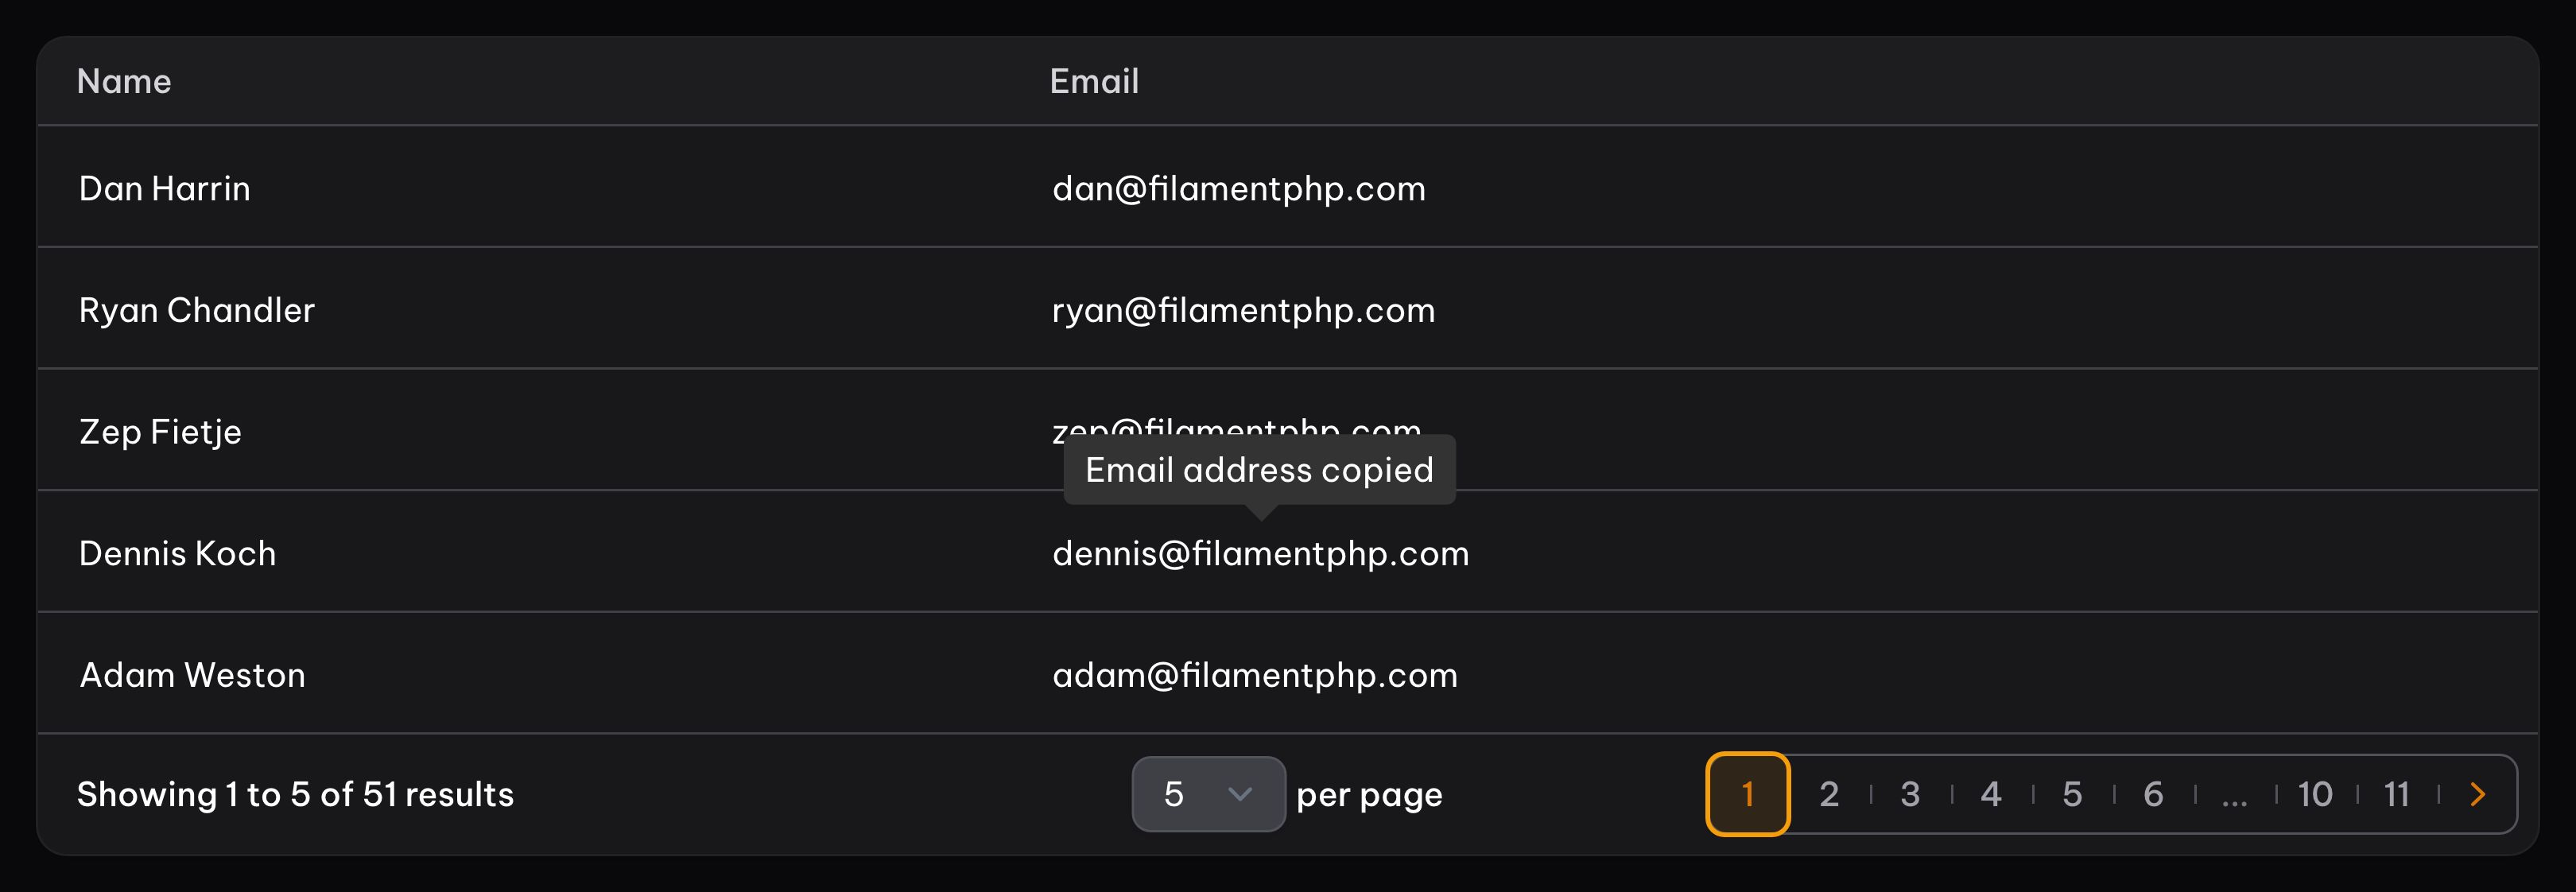 Name Email
Dan Harrin dan@filamentphp.com
Ryan Chandler ryan@filamentphp.com
Zep Fietje zep@filamentphp.com
Email address copied
Dennis Koch dennis@filamentphp.com
Adam Weston adam@filamentphp.com
Showing 1 to 5 of 51 results 5 per page 1 2 3 4 5 6 ... 10 11